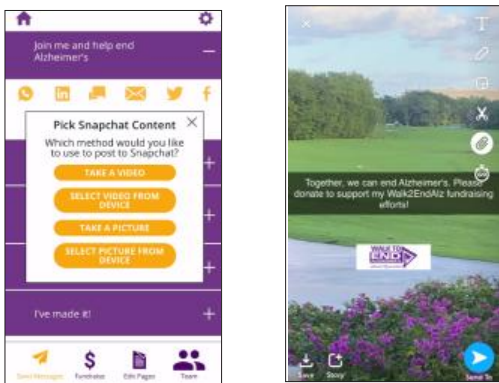 Join me and help end
Alzheimer's
Pick Snapchat Content
Which method would you like
to use to post to Snapchat?
TAKE A VIDEO
SELECT VIDEO FROM
DEVICE
TAKE A PICTURE
SELECT PICTURE FROM
DEVICE
I've made it!
Send Messages
Fundraise
Edit Pages
Team
T
Together, we can end Alzheimer's. Please
donate to support my Walk2EndAlz fundraising
efforts!
WALK TO
END
Save
Story
Send To